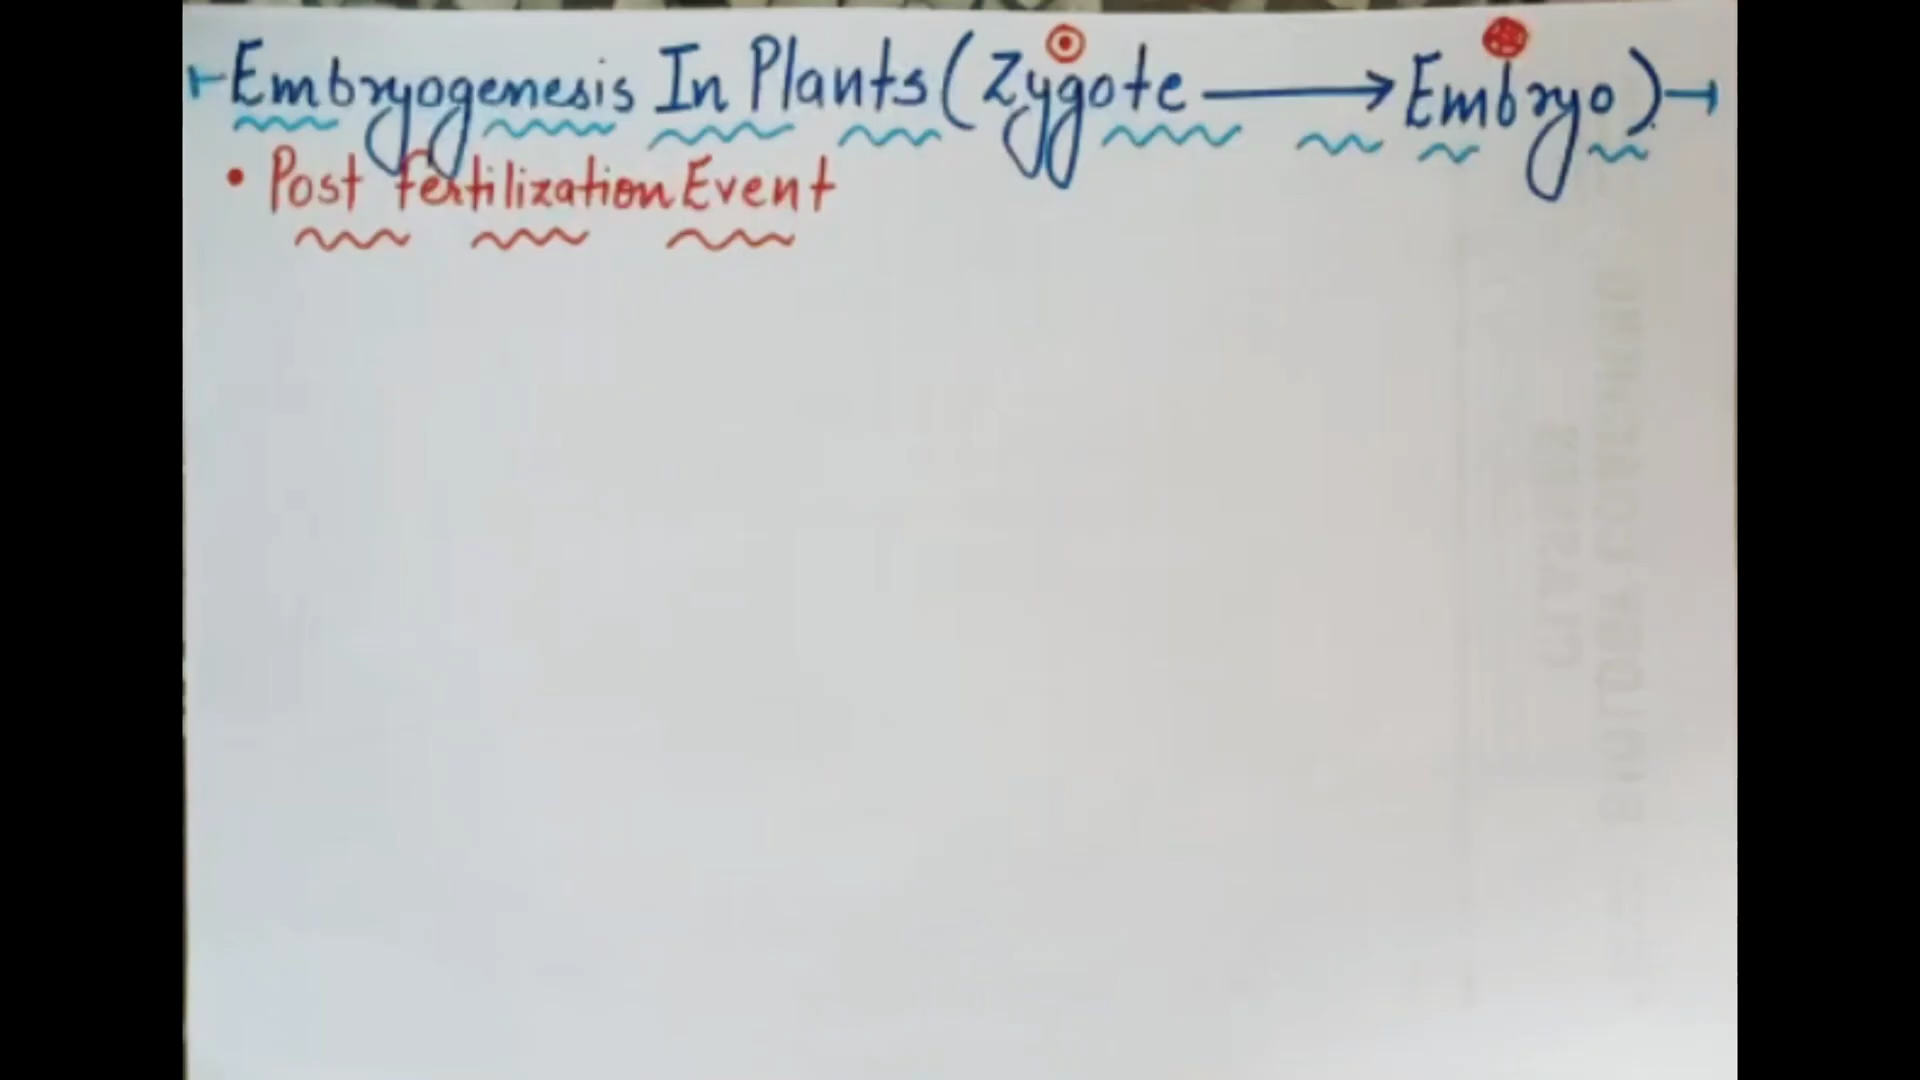 Embryogenesis In Plants (Zygote ⟶ Embryo)
• Post fertilization Event